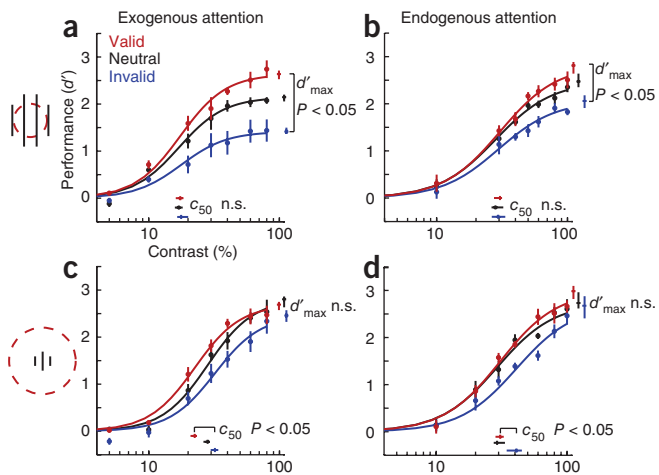 Exogenous attention
Endogenous attention
a
b
Valid
Neutral
Invalid
Performance (d′)
3
2
1
0
d′max
P < 0.05
c50 n.s.
10
100
3
2
1
0
d′max
P < 0.05
c50 n.s.
10
100
Contrast (%)
c
d
3
2
1
0
d′max n.s.
c50 P < 0.05
10
100
3
2
1
0
d′max n.s.
c50 P < 0.05
10
100